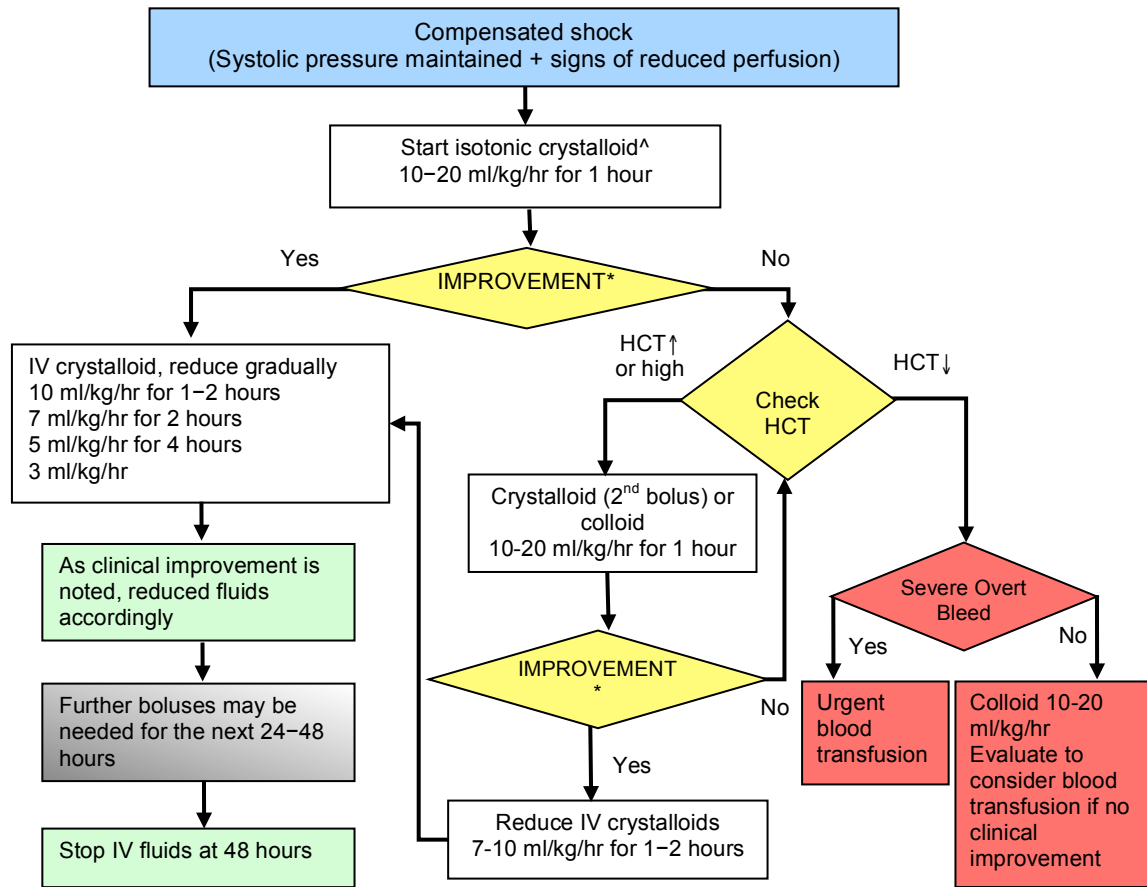 Compensated shock
(Systolic pressure maintained + signs of reduced perfusion)
Start isotonic crystalloid^
10−20 ml/kg/hr for 1 hour
Yes
IMPROVEMENT*
No
IV crystalloid, reduce gradually
10 ml/kg/hr for 1−2 hours
7 ml/kg/hr for 2 hours
5 ml/kg/hr for 4 hours
3 ml/kg/hr
HCT↑
or high
Check
HCT
HCT↓
Crystalloid (2nd bolus) or
colloid
10-20 ml/kg/hr for 1 hour
As clinical improvement is
noted, reduced fluids
accordingly
Severe Overt
Bleed
Yes
No
IMPROVEMENT
*
No
Yes
Further boluses may be
needed for the next 24−48
hours
Urgent
blood
transfusion
Colloid 10-20
ml/kg/hr
Evaluate to
consider blood
transfusion if no
clinical
improvement
Reduce IV crystalloids
7-10 ml/kg/hr for 1−2 hours
Stop IV fluids at 48 hours